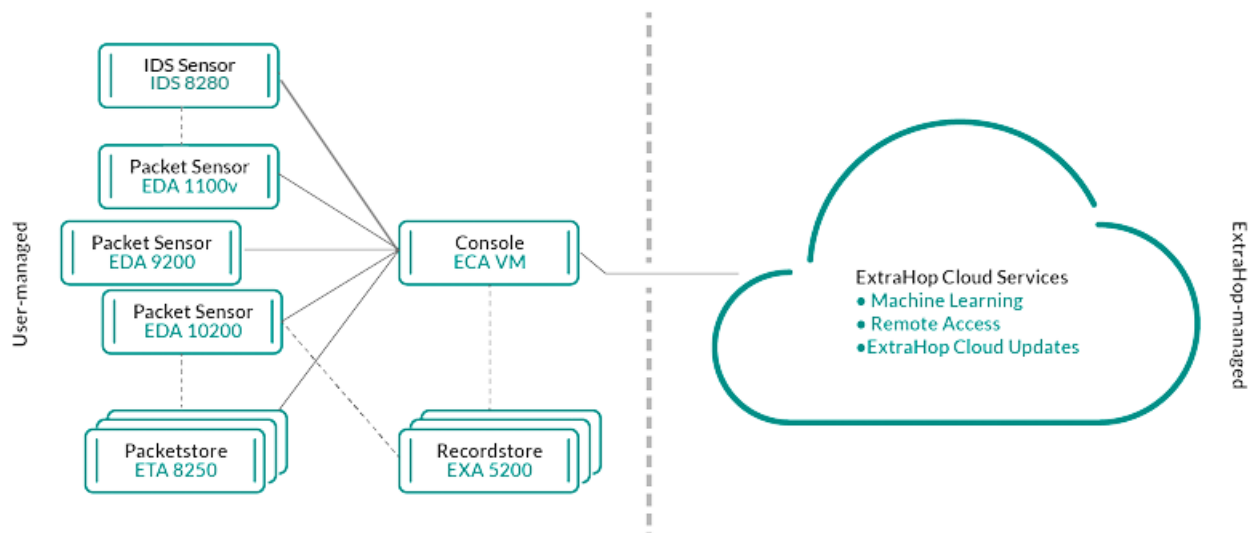 User-managed
IDS Sensor
IDS 8280
Packet Sensor
EDA 1100v
Packet Sensor
EDA 9200
Packet Sensor
EDA 10200
Packetstore
ETA 8250
Console
ECA VM
Recordstore
EXA 5200
ExtraHop Cloud Services
● Machine Learning
● Remote Access
●ExtraHop Cloud Updates
ExtraHop-managed